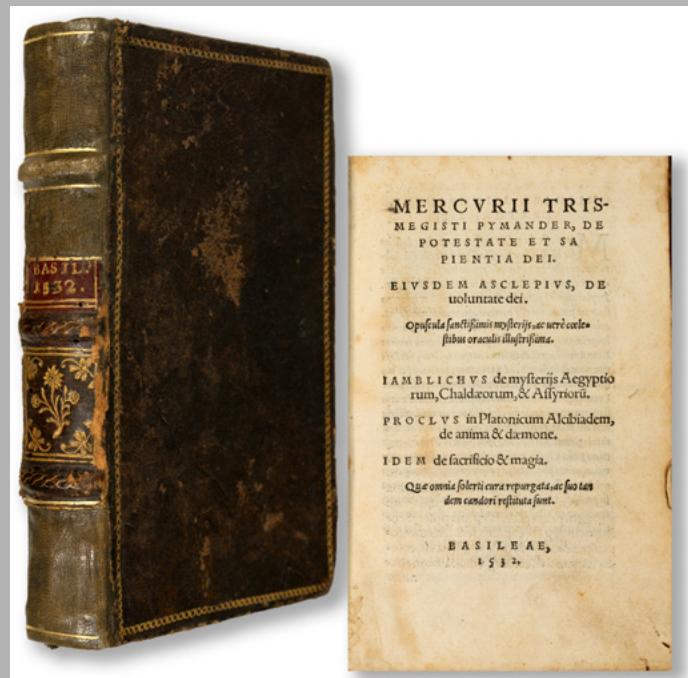 BASIL.
1532.
MERCVRII TRIS-
MEGISTI PYMANDER, DE
POTESTATE ET SA
PIENTIA DEI.
EIVSDEM ASCLEPIVS, DE
uoluntate dei.
Opuſcula ſanctißimis myſterijs, ac uerè cœle-
ſtibus oraculis illuſtrißima.
IAMBLICHVS de myſterijs Aegyptio
rum, Chaldæorum, & Aſſyriorũ.
PROCLVS in Platonicum Alcibiadem,
de anima & dæmone.
IDEM de ſacrificio & magia.
Quæ omnia ſolerti cura repurgata, ac ſuo tan
dem candori reſtituta ſunt.
BASILEAE,
1532.